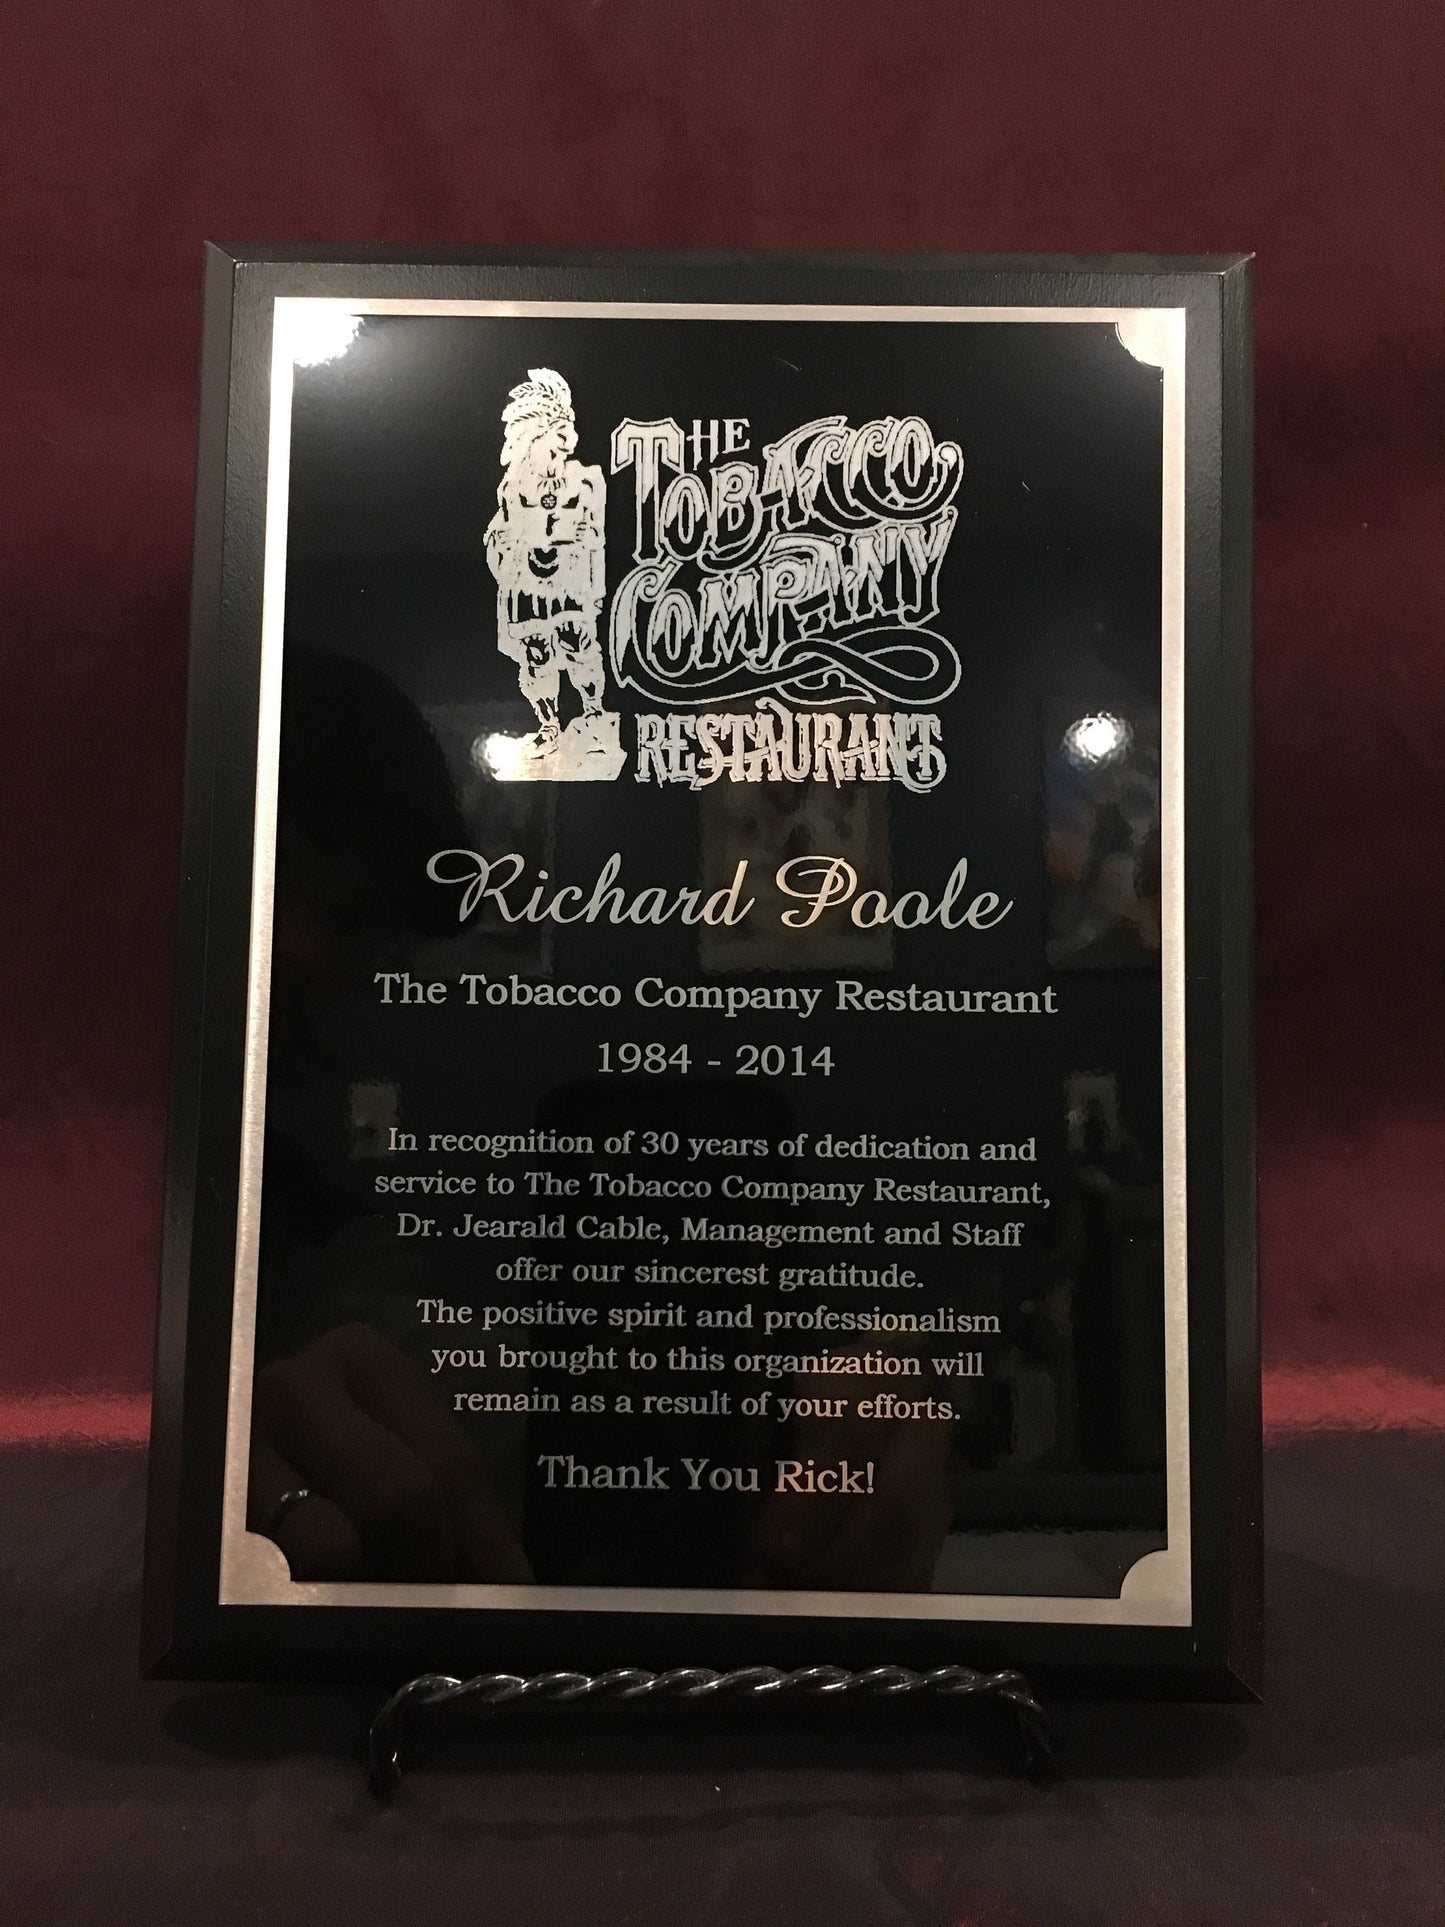 THE
TOBACCO
COMPANY
RESTAURANT
Richard Poole
The Tobacco Company Restaurant
1984 - 2014
In recognition of 30 years of dedication and
service to The Tobacco Company Restaurant,
Dr. Jearald Cable, Management and Staff
offer our sincerest gratitude.
The positive spirit and professionalism
you brought to this organization will
remain as a result of your efforts.
Thank You Rick!